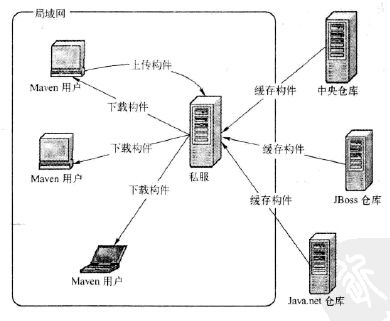 局域网
上传构件
Maven 用户
中央仓库
缓存构件
下载构件
Maven 用户
下载构件
私服
缓存构件
JBoss 仓库
下载构件
缓存构件
Maven 用户
Java.net 仓库